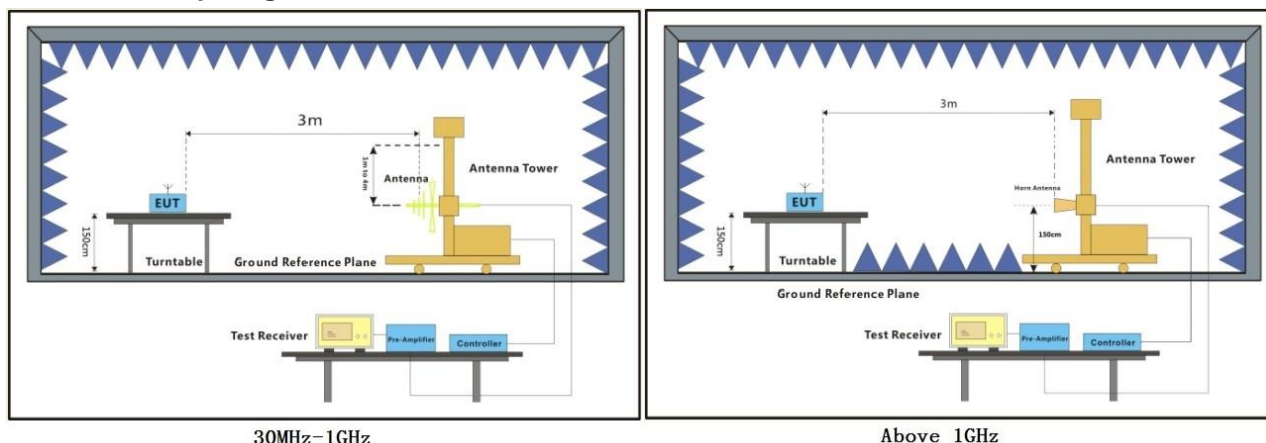 3m
1m to 4m
Antenna
Antenna Tower
EUT
150cm
Turntable
Ground Reference Plane
Test Receiver
Pre-Amplifier
Controller
30MHz-1GHz
3m
Antenna Tower
Horn Antenna
EUT
150cm
150cm
Turntable
Ground Reference Plane
Test Receiver
Pre-Amplifier
Controller
Above 1GHz